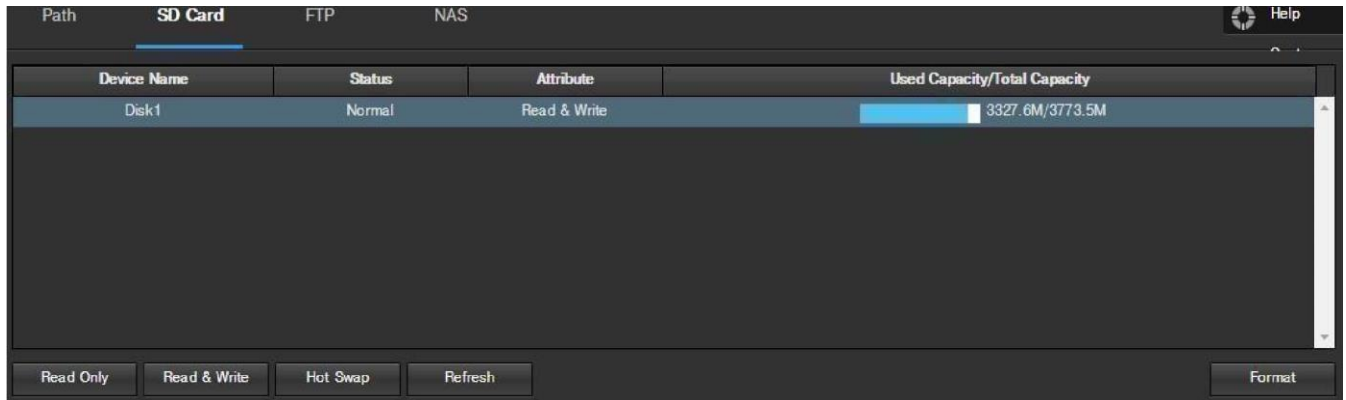 Path SD Card FTP NAS Help
Device Name Status Attribute Used Capacity/Total Capacity
Disk1 Normal Read & Write 3327.6M/3773.5M
Read Only Read & Write Hot Swap Refresh Format